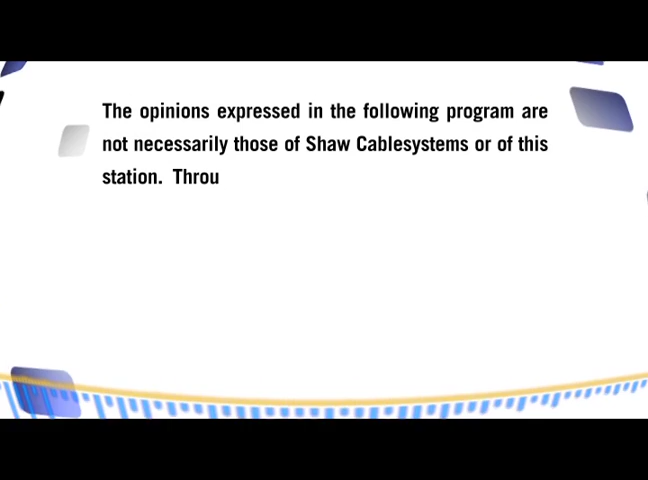 The opinions expressed in the following program are
not necessarily those of Shaw Cablesystems or of this
station. Throu